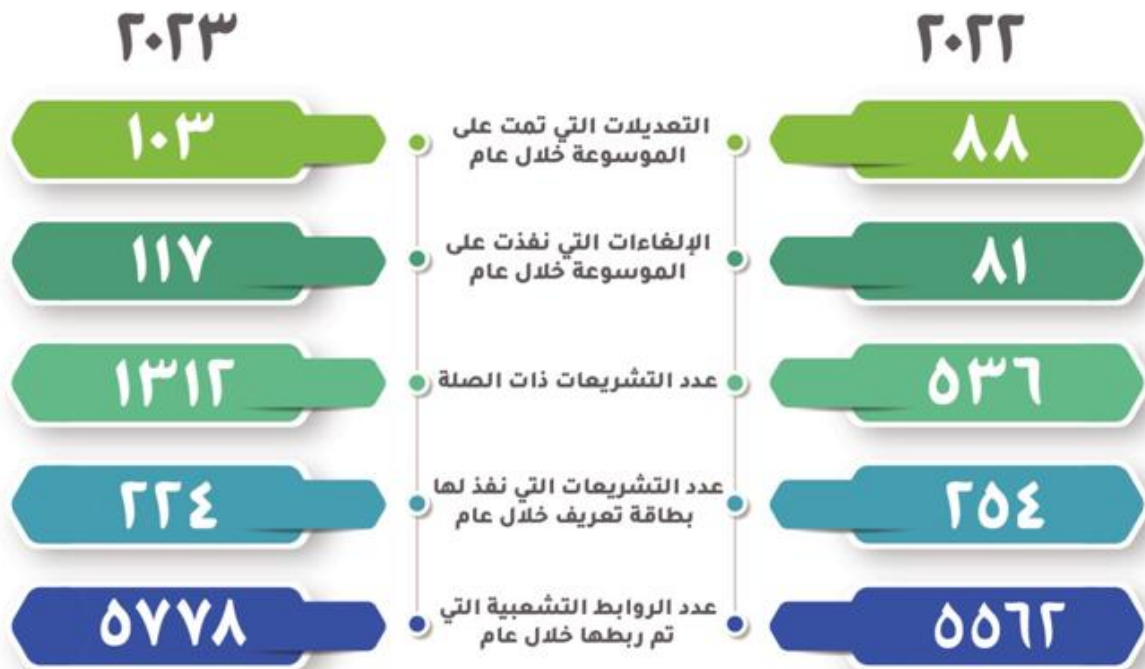 ٢٠٢٢
٢٠٢٣
٨٨
التعديلات التي تمت على
الموسوعة خلال عام
١٠٣
٨١
الإلغاءات التي نفذت على
الموسوعة خلال عام
١١٧
٥٣٦
عدد التشريعات ذات الصلة
١٣١٢
٢٥٤
عدد التشريعات التي نفذ لها
بطاقة تعريف خلال عام
٢٢٤
٥٥٦٢
عدد الروابط التشعبية التي
تم ربطها خلال عام
٥٧٧٨